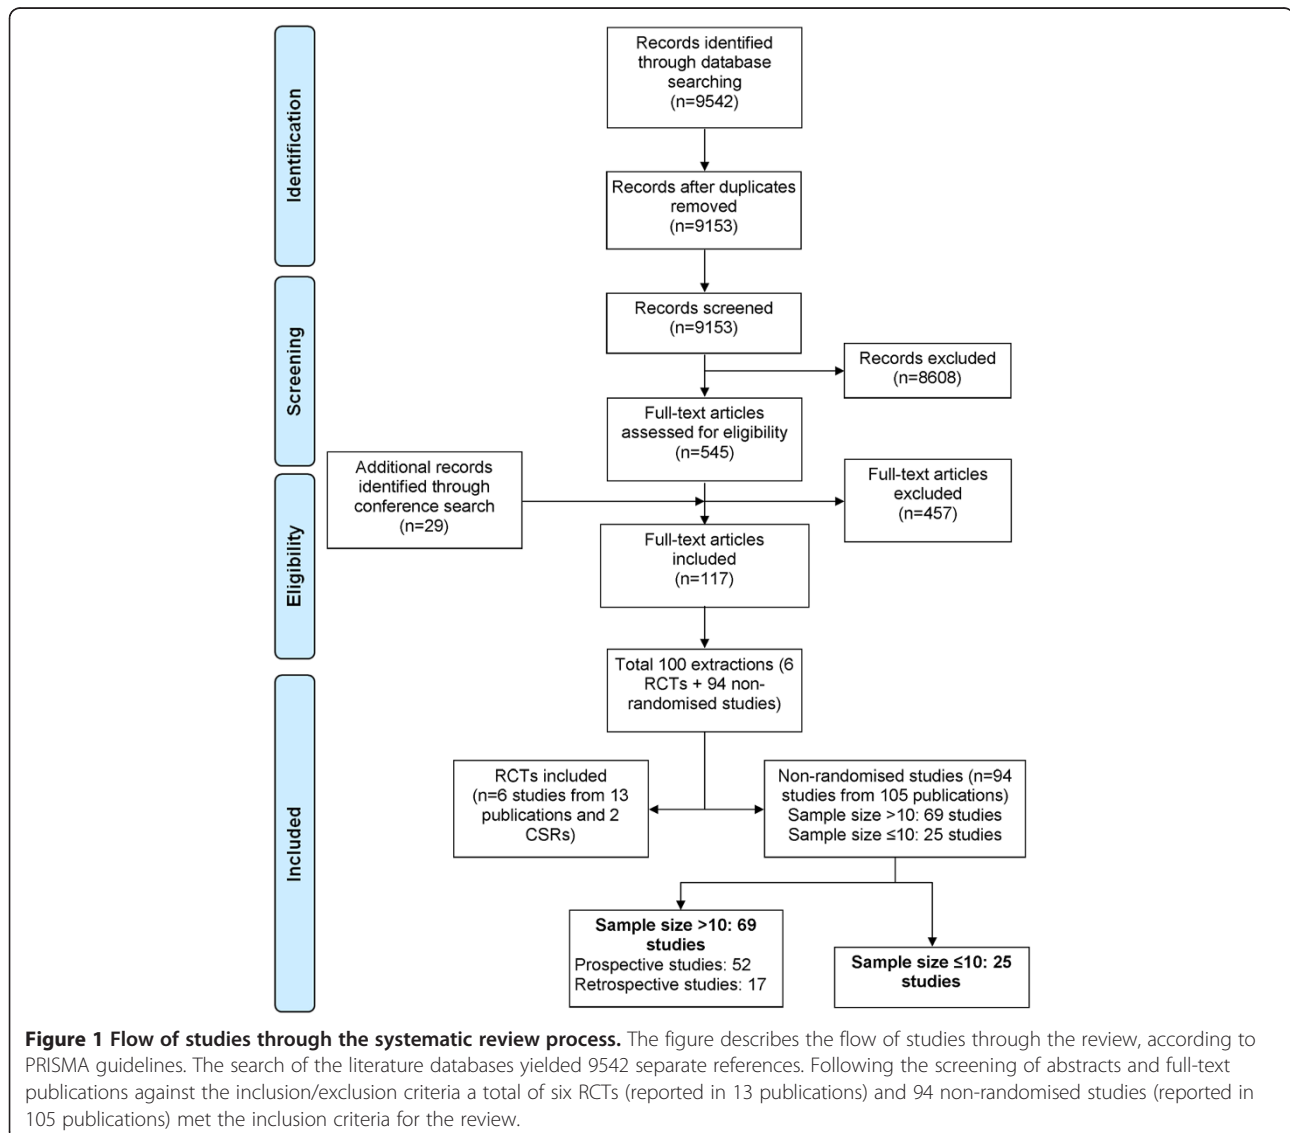 Identification
Records identified
through database
searching
(n=9542)
Records after duplicates
removed
(n=9153)
Screening
Records screened
(n=9153)
Records excluded
(n=8608)
Full-text articles
assessed for eligibility
(n=545)
Eligibility
Additional records
identified through
conference search
(n=29)
Full-text articles
excluded
(n=457)
Full-text articles
included
(n=117)
Included
Total 100 extractions (6
RCTs + 94 non-
randomised studies)
RCTs included
(n=6 studies from 13
publications and 2
CSRs)
Non-randomised studies (n=94
studies from 105 publications)
Sample size >10: 69 studies
Sample size ≤10: 25 studies
Sample size >10: 69
studies
Prospective studies: 52
Retrospective studies: 17
Sample size ≤10: 25
studies
Figure 1 Flow of studies through the systematic review process. The figure describes the flow of studies through the review, according to
PRISMA guidelines. The search of the literature databases yielded 9542 separate references. Following the screening of abstracts and full-text
publications against the inclusion/exclusion criteria a total of six RCTs (reported in 13 publications) and 94 non-randomised studies (reported in
105 publications) met the inclusion criteria for the review.